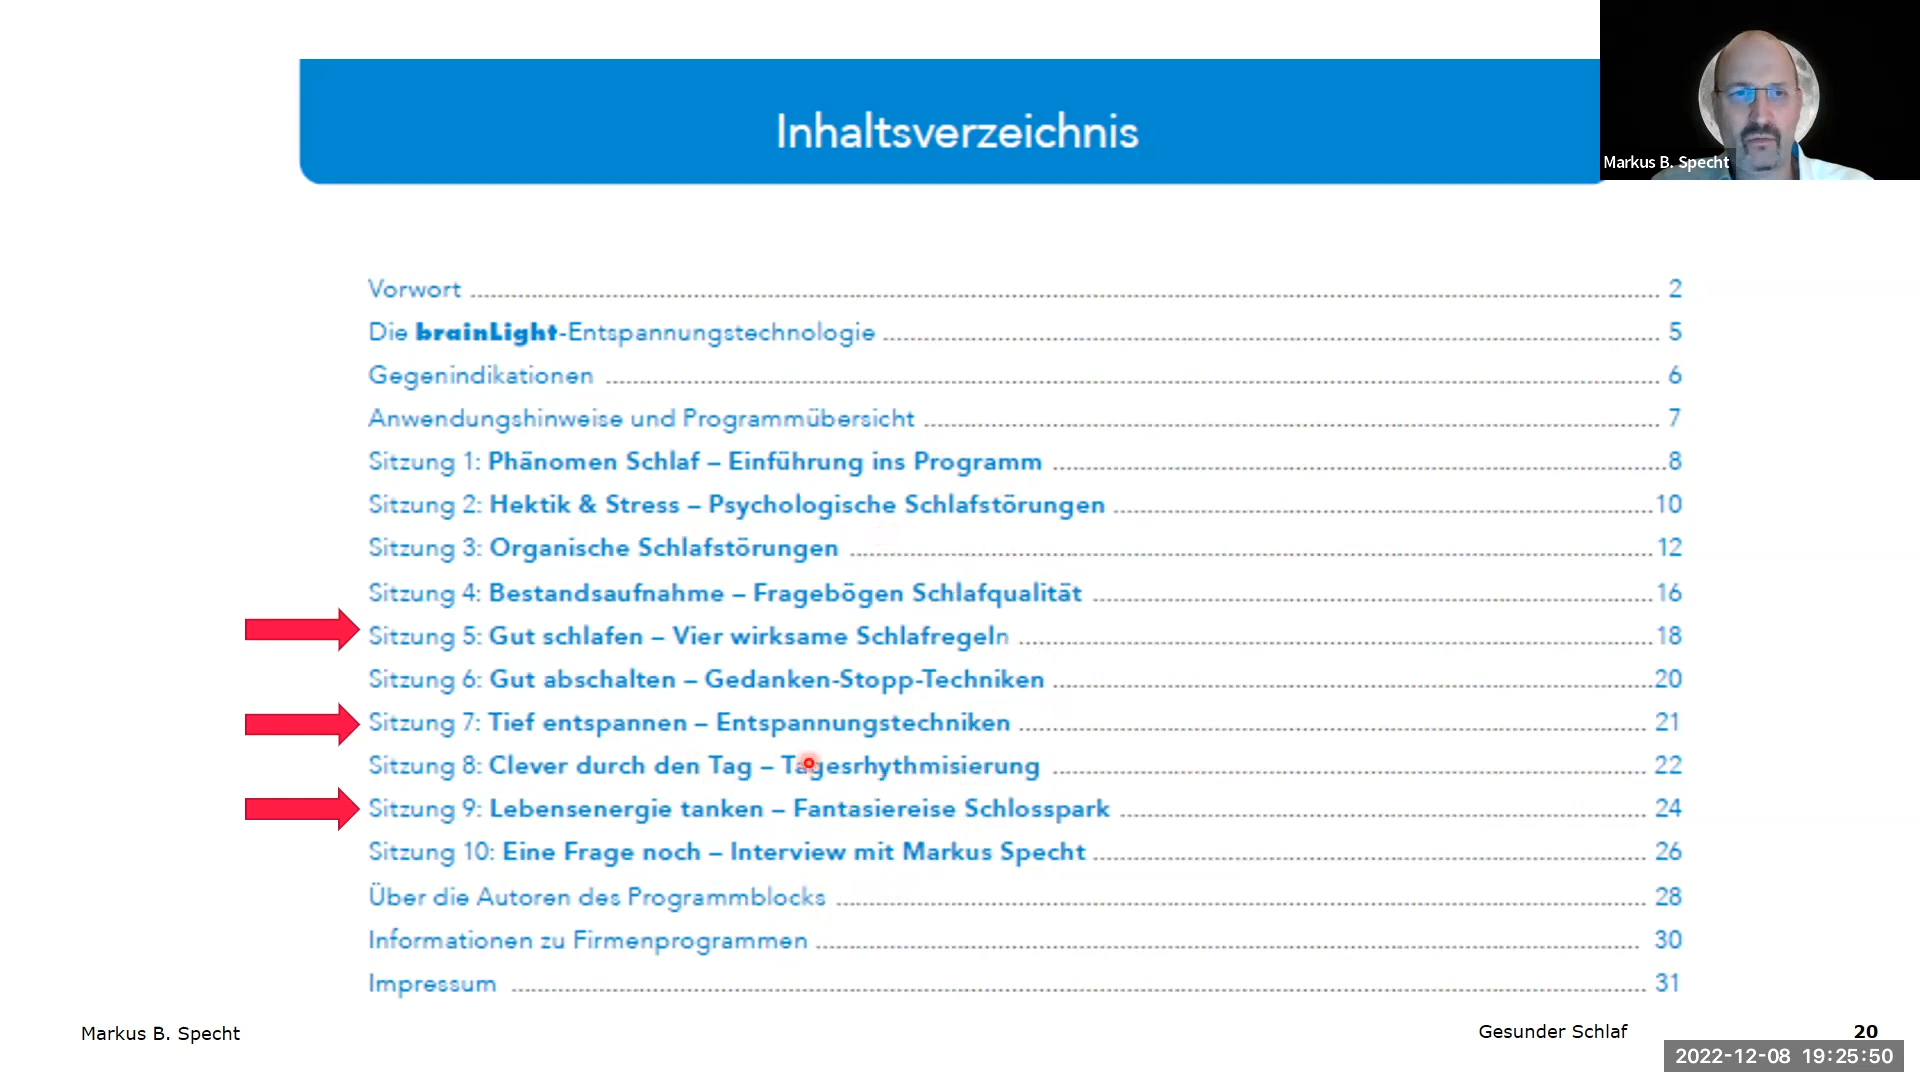 Inhaltsverzeichnis
Markus B. Specht
Vorwort 2
Die brainLight-Entspannungstechnologie 5
Gegenindikationen 6
Anwendungshinweise und Programmübersicht 7
Sitzung 1: Phänomen Schlaf – Einführung ins Programm 8
Sitzung 2: Hektik & Stress – Psychologische Schlafstörungen 10
Sitzung 3: Organische Schlafstörungen 12
Sitzung 4: Bestandsaufnahme – Fragebögen Schlafqualität 16
Sitzung 5: Gut schlafen – Vier wirksame Schlafregeln 18
Sitzung 6: Gut abschalten – Gedanken-Stopp-Techniken 20
Sitzung 7: Tief entspannen – Entspannungstechniken 21
Sitzung 8: Clever durch den Tag – Tagesrhythmisierung 22
Sitzung 9: Lebensenergie tanken – Fantasiereise Schlosspark 24
Sitzung 10: Eine Frage noch – Interview mit Markus Specht 26
Über die Autoren des Programmblocks 28
Informationen zu Firmenprogrammen 30
Impressum 31
Markus B. Specht
Gesunder Schlaf
20
2022-12-08 19:25:50